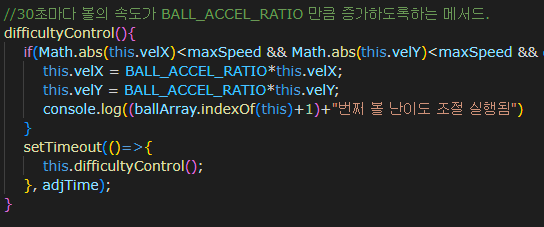 //30초마다 볼의 속도가 BALL_ACCEL_RATIO 만큼 증가하도록하는 메서드.
difficultyControl(){
if(Math.abs(this.velX)<maxSpeed && Math.abs(this.velY)<maxSpeed &&
this.velX = BALL_ACCEL_RATIO*this.velX;
this.velY = BALL_ACCEL_RATIO*this.velY;
console.log((ballArray.indexOf(this)+1)+"번째 볼 난이도 조절 실행됨")
}
setTimeout(()=>{
this.difficultyControl();
}, adjTime);
}